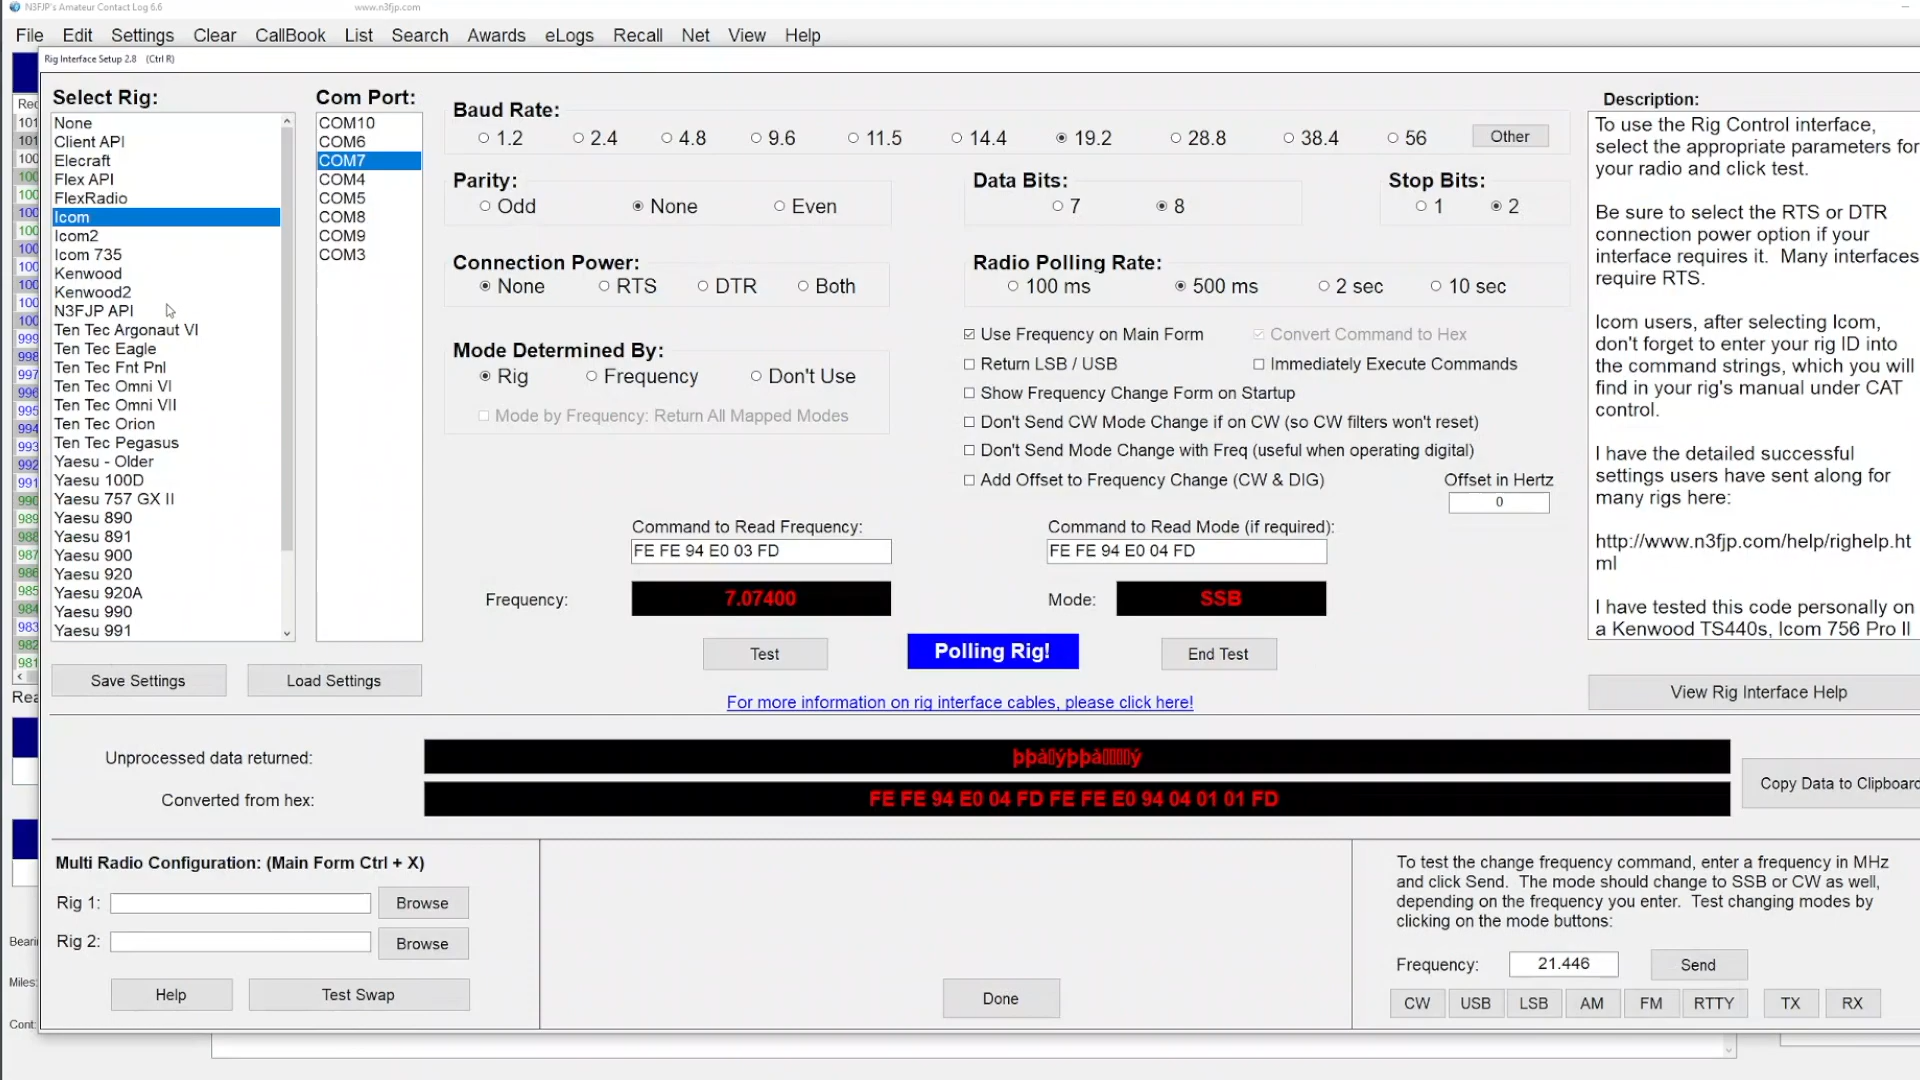 N3FJP's Amateur Contact Log 6.6
www.n3fjp.com
File Edit Settings Clear CallBook List Search Awards eLogs Recall Net View Help
Rig Interface Setup 2.8 (Ctrl R)
Select Rig:
None
Client API
Elecraft
Flex API
FlexRadio
Icom
Icom2
Icom 735
Kenwood
Kenwood2
N3FJP API
Ten Tec Argonaut VI
Ten Tec Eagle
Ten Tec Fnt Pnl
Ten Tec Omni VI
Ten Tec Omni VII
Ten Tec Orion
Ten Tec Pegasus
Yaesu - Older
Yaesu 100D
Yaesu 757 GX II
Yaesu 890
Yaesu 891
Yaesu 900
Yaesu 920
Yaesu 920A
Yaesu 990
Yaesu 991
Save Settings
Load Settings
Com Port:
COM10
COM6
COM7
COM4
COM5
COM8
COM9
COM3
Baud Rate:
1.2 2.4 4.8 9.6 11.5 14.4 19.2 28.8 38.4 56 Other
Parity:
Odd None Even
Data Bits:
7 8
Stop Bits:
1 2
Connection Power:
None RTS DTR Both
Radio Polling Rate:
100 ms 500 ms 2 sec 10 sec
Mode Determined By:
Rig Frequency Don't Use
Mode by Frequency: Return All Mapped Modes
Use Frequency on Main Form
Convert Command to Hex
Return LSB / USB
Immediately Execute Commands
Show Frequency Change Form on Startup
Don't Send CW Mode Change if on CW (so CW filters won't reset)
Don't Send Mode Change with Freq (useful when operating digital)
Add Offset to Frequency Change (CW & DIG)
Offset in Hertz
0
Command to Read Frequency:
FE FE 94 E0 03 FD
Command to Read Mode (if required):
FE FE 94 E0 04 FD
Frequency:
7.07400
Mode:
SSB
Test
Polling Rig!
End Test
For more information on rig interface cables, please click here!
Description:
To use the Rig Control interface,
select the appropriate parameters for
your radio and click test.
Be sure to select the RTS or DTR
connection power option if your
interface requires it. Many interfaces
require RTS.
Icom users, after selecting Icom,
don't forget to enter your rig ID into
the command strings, which you will
find in your rig's manual under CAT
control.
I have the detailed successful
settings users have sent along for
many rigs here:
http://www.n3fjp.com/help/righelp.ht
ml
I have tested this code personally on
a Kenwood TS440s, Icom 756 Pro II
View Rig Interface Help
Unprocessed data returned:
Converted from hex:
FE FE 94 E0 04 FD FE FE E0 94 04 01 01 FD
Copy Data to Clipboard
Multi Radio Configuration: (Main Form Ctrl + X)
Rig 1:
Browse
Rig 2:
Browse
Help
Test Swap
Done
To test the change frequency command, enter a frequency in MHz
and click Send. The mode should change to SSB or CW as well,
depending on the frequency you enter. Test changing modes by
clicking on the mode buttons:
Frequency:
21.446
Send
CW USB LSB AM FM RTTY TX RX
Miles:
Cont: